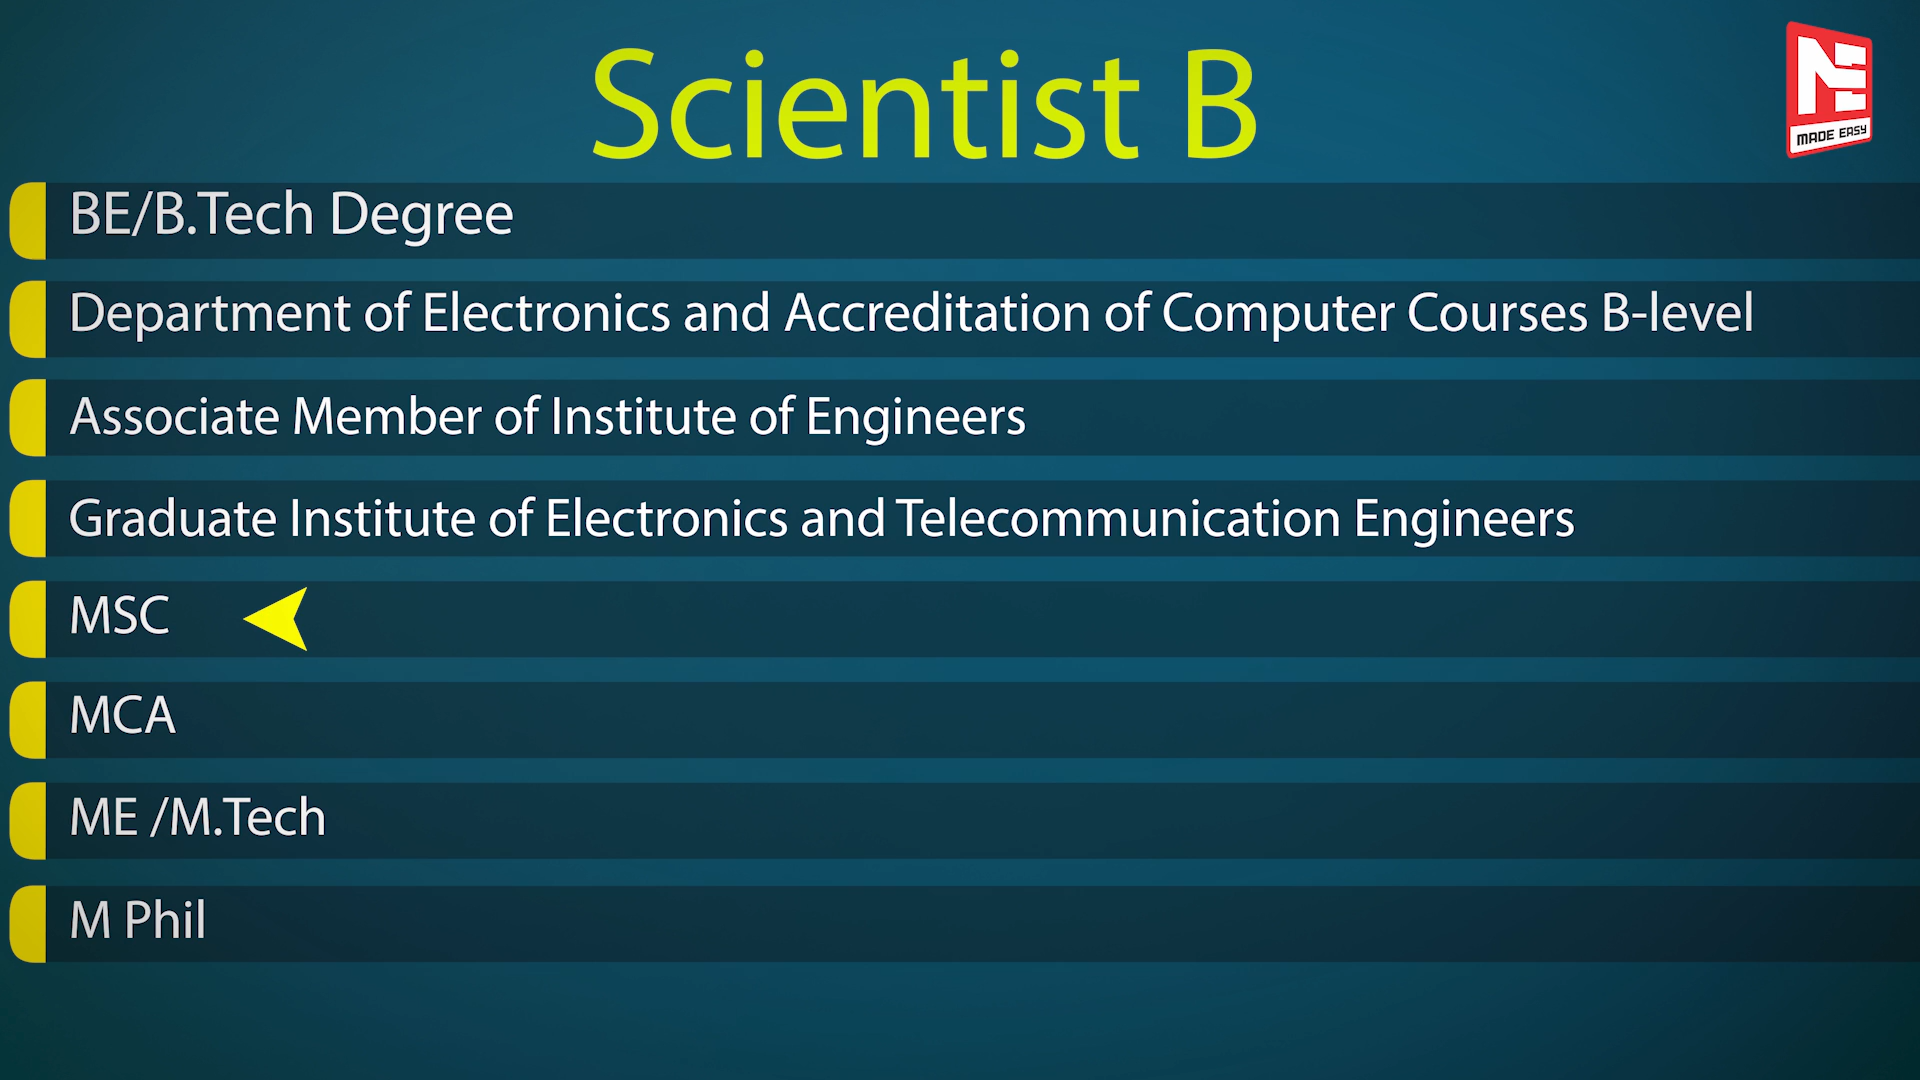 Scientist B
MADE EASY
BE/B.Tech Degree
Department of Electronics and Accreditation of Computer Courses B-level
Associate Member of Institute of Engineers
Graduate Institute of Electronics and Telecommunication Engineers
MSC
MCA
ME /M.Tech
M Phil